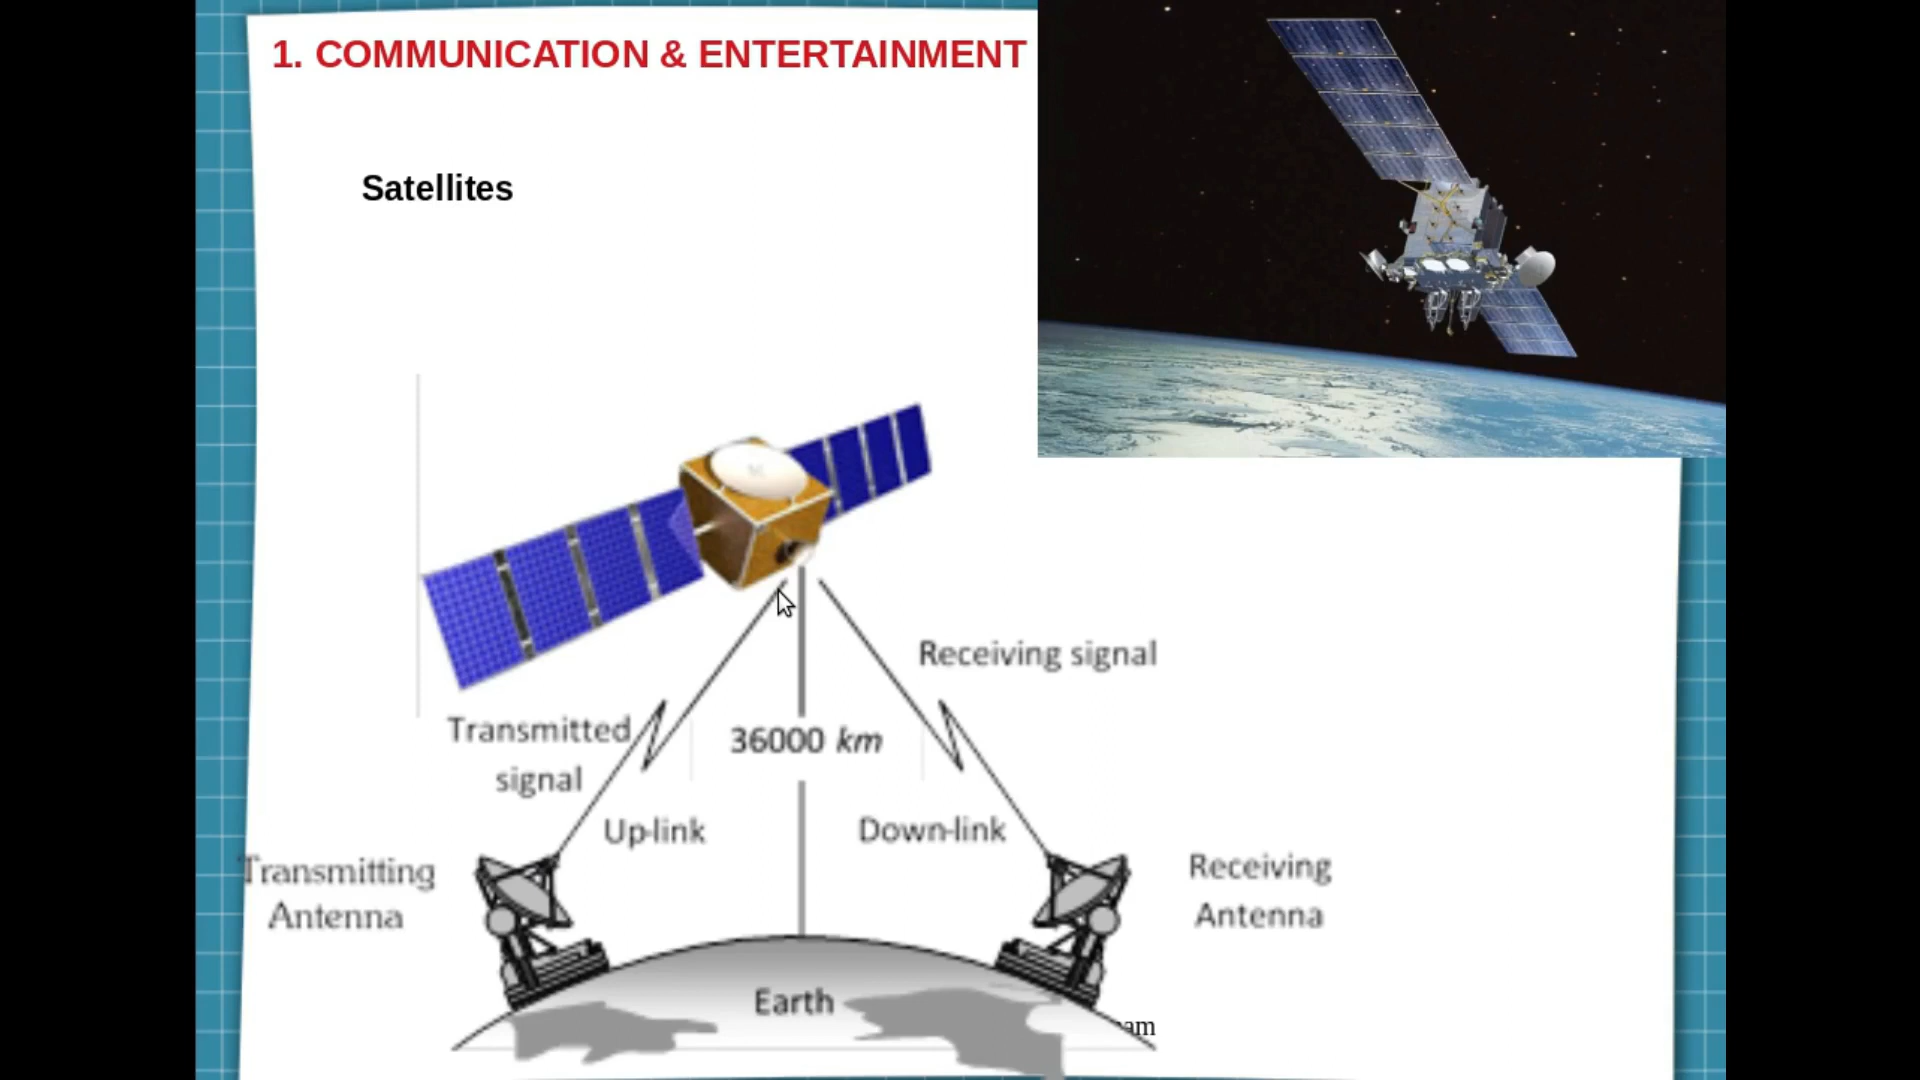 1. COMMUNICATION & ENTERTAINMENT
Satellites
Receiving signal
Transmitted
signal
36000 km
Up-link
Down-link
Transmitting
Antenna
Receiving
Antenna
Earth